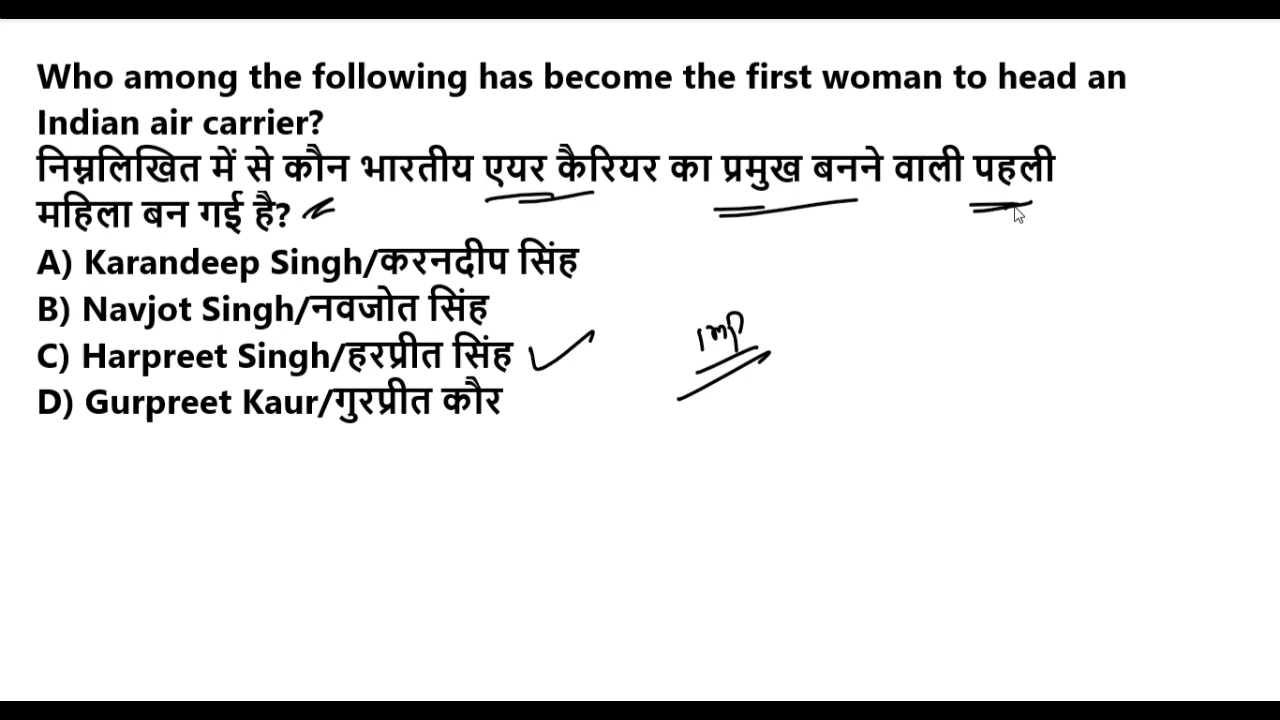 Who among the following has become the first woman to head an
Indian air carrier?
निम्नलिखित में से कौन भारतीय एयर कैरियर का प्रमुख बनने वाली पहली
महिला बन गई है?
A) Karandeep Singh/करनदीप सिंह
B) Navjot Singh/नवजोत सिंह
C) Harpreet Singh/हरप्रीत सिंह
D) Gurpreet Kaur/गुरप्रीत कौर
Imp